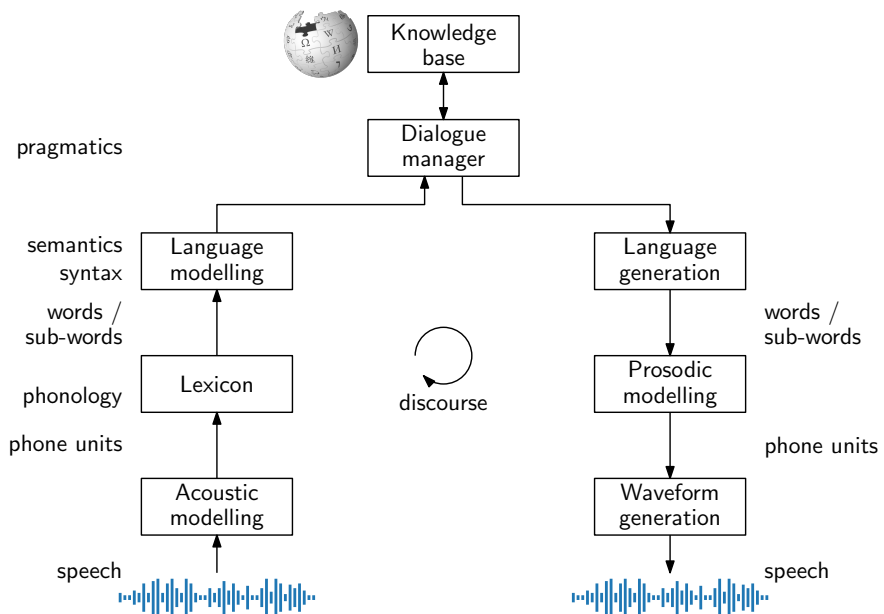 Knowledge
base
pragmatics
Dialogue
manager
semantics
syntax
Language
modelling
Language
generation
words /
sub-words
words /
sub-words
phonology
Lexicon
discourse
Prosodic
modelling
phone units
phone units
Acoustic
modelling
Waveform
generation
speech
speech